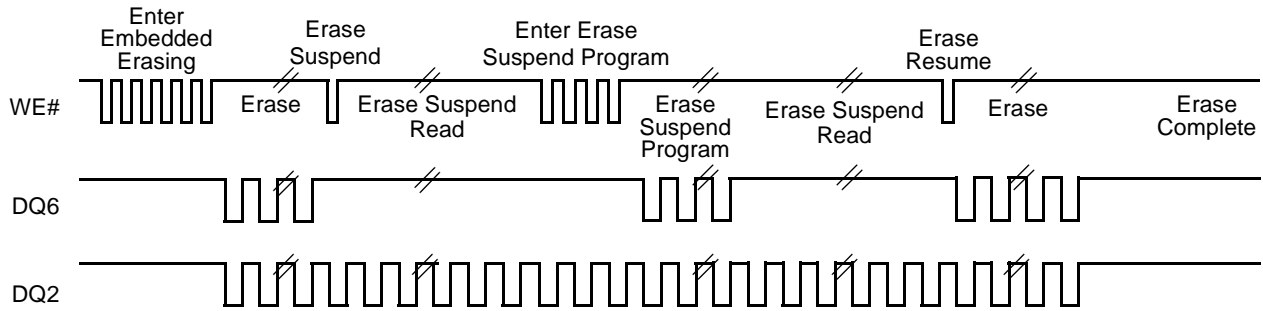 Enter
Embedded
Erasing
Erase
Suspend
Enter Erase
Suspend Program
Erase
Resume
WE#
Erase
Erase Suspend
Read
Erase
Suspend
Program
Erase Suspend
Read
Erase
Erase
Complete
DQ6
DQ2